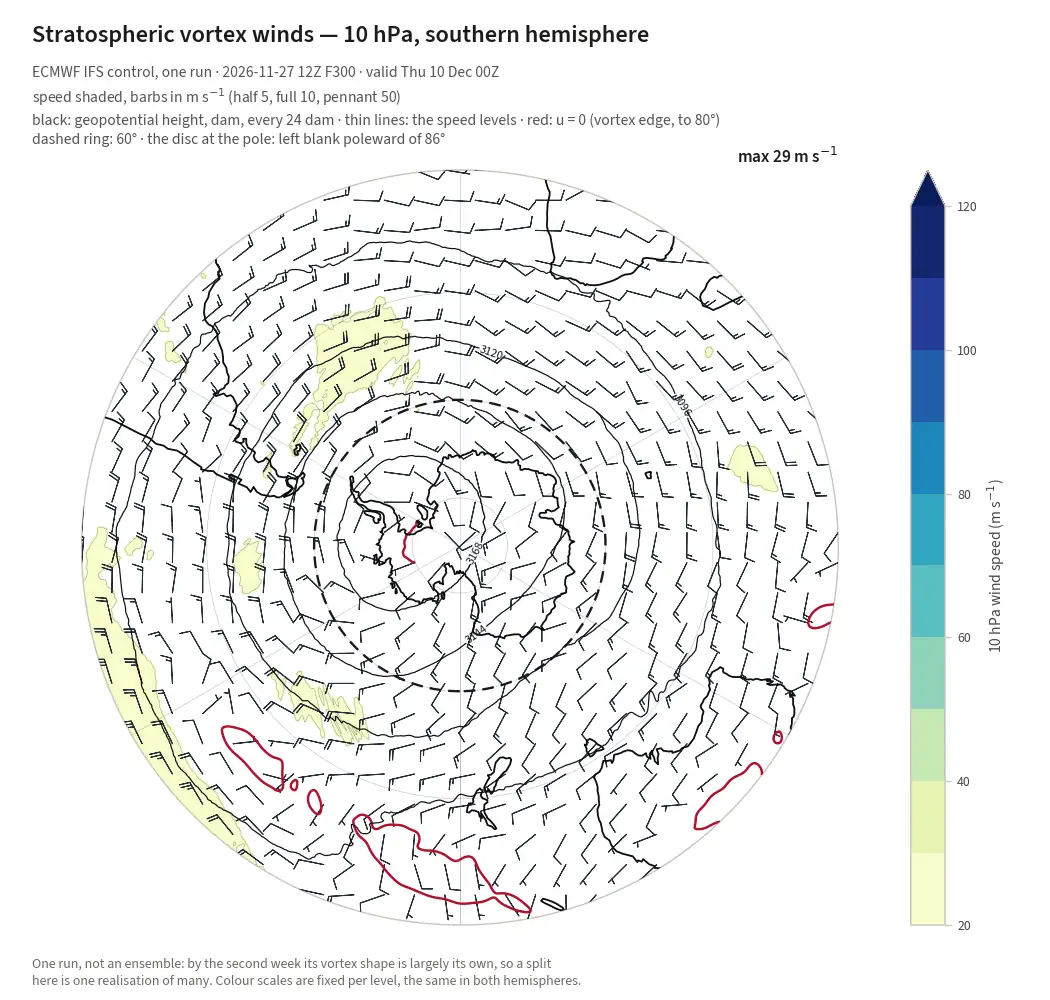 Stratospheric vortex winds — 10 hPa, southern hemisphere
ECMWF IFS control, one run · 2026-11-27 12Z F300 · valid Thu 10 Dec 00Z
speed shaded, barbs in m s⁻¹ (half 5, full 10, pennant 50)
black: geopotential height, dam, every 24 dam · thin lines: the speed levels · red: u = 0 (vortex edge, to 80°)
dashed ring: 60° · the disc at the pole: left blank poleward of 86°
max 29 m s⁻¹
120
100
80
60
40
20
10 hPa wind speed (m s⁻¹)
3120
3096
3168
One run, not an ensemble: by the second week its vortex shape is largely its own, so a split
here is one realisation of many. Colour scales are fixed per level, the same in both hemispheres.